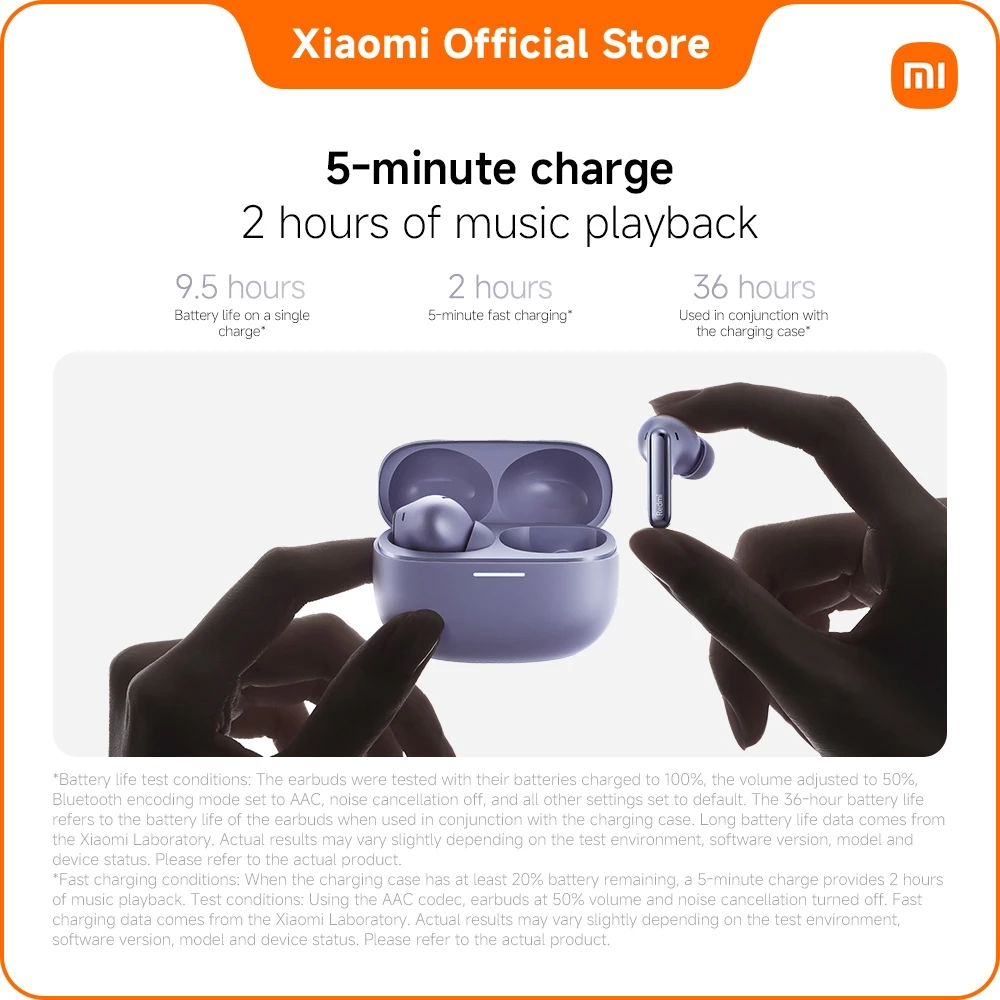 Xiaomi Official Store
mi
5-minute charge
2 hours of music playback
9.5 hours
Battery life on a single
charge*
2 hours
5-minute fast charging*
36 hours
Used in conjunction with
the charging case*
Redmi
*Battery life test conditions: The earbuds were tested with their batteries charged to 100%, the volume adjusted to 50%,
Bluetooth encoding mode set to AAC, noise cancellation off, and all other settings set to default. The 36-hour battery life
refers to the battery life of the earbuds when used in conjunction with the charging case. Long battery life data comes from
the Xiaomi Laboratory. Actual results may vary slightly depending on the test environment, software version, model and
device status. Please refer to the actual product.
*Fast charging conditions: When the charging case has at least 20% battery remaining, a 5-minute charge provides 2 hours
of music playback. Test conditions: Using the AAC codec, earbuds at 50% volume and noise cancellation turned off. Fast
charging data comes from the Xiaomi Laboratory. Actual results may vary slightly depending on the test environment,
software version, model and device status. Please refer to the actual product.